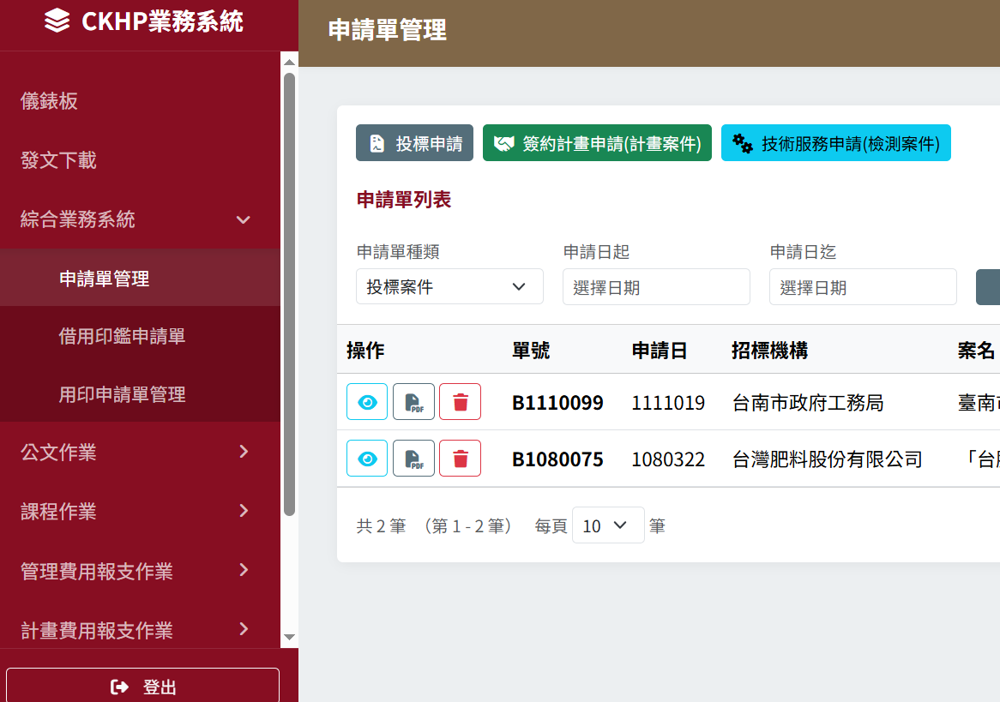 CKHP業務系統
申請單管理
儀錶板
發文下載
綜合業務系統
申請單管理
借用印鑑申請單
用印申請單管理
公文作業
課程作業
管理費用報支作業
計畫費用報支作業
登出
投標申請 簽約計畫申請(計畫案件) 技術服務申請(檢測案件)
申請單列表
申請單種類 申請日起 申請日迄
投標案件 選擇日期 選擇日期
操作 單號 申請日 招標機構 案名
PDF B1110099 1111019 台南市政府工務局 臺南
PDF B1080075 1080322 台灣肥料股份有限公司 「台
共 2 筆 （第 1 - 2 筆） 每頁 10 筆